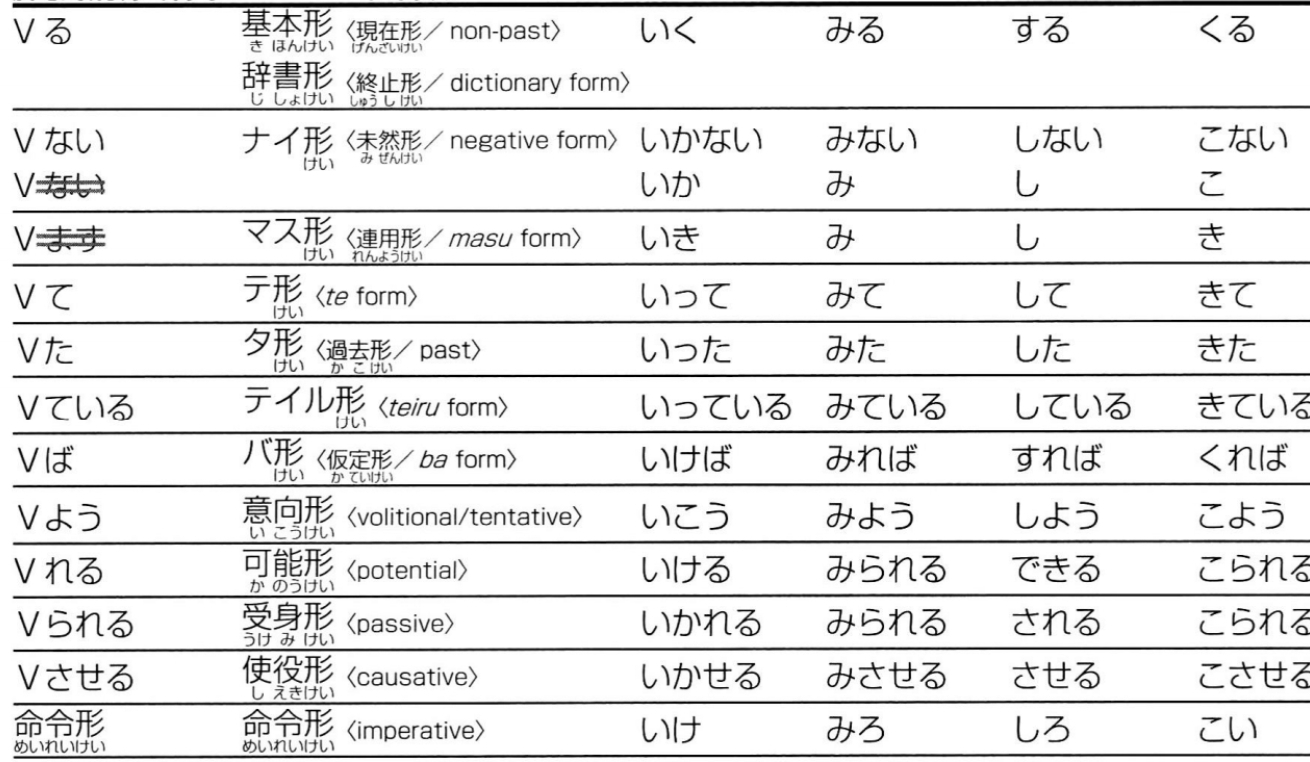 Vる 基本形〈現在形／non-past〉 いく みる する くる
き ほんけい げんざいけい
辞書形〈終止形／dictionary form〉
じ しょけい しゅう し けい
Vない ナイ形〈未然形／negative form〉 いかない みない しない こない
けい み ぜんけい
Vない いか み し こ
Vます マス形〈連用形／masu form〉 いき み し き
けい れんようけい
Vて テ形〈te form〉 いって みて して きて
けい
Vた タ形〈過去形／past〉 いった みた した きた
けい か こ けい
Vている テイル形〈teiru form〉 いっている みている している きている
けい
Vば バ形〈仮定形／ba form〉 いけば みれば すれば くれば
けい か ていけい
Vよう 意向形〈volitional/tentative〉 いこう みよう しよう こよう
い こうけい
Vれる 可能形〈potential〉 いける みられる できる こられる
か のうけい
Vられる 受身形〈passive〉 いかれる みられる される こられる
うけ み けい
Vさせる 使役形〈causative〉 いかせる みさせる させる こさせる
し えきけい
命令形 命令形〈imperative〉 いけ みろ しろ こい
めいれいけい めいれいけい